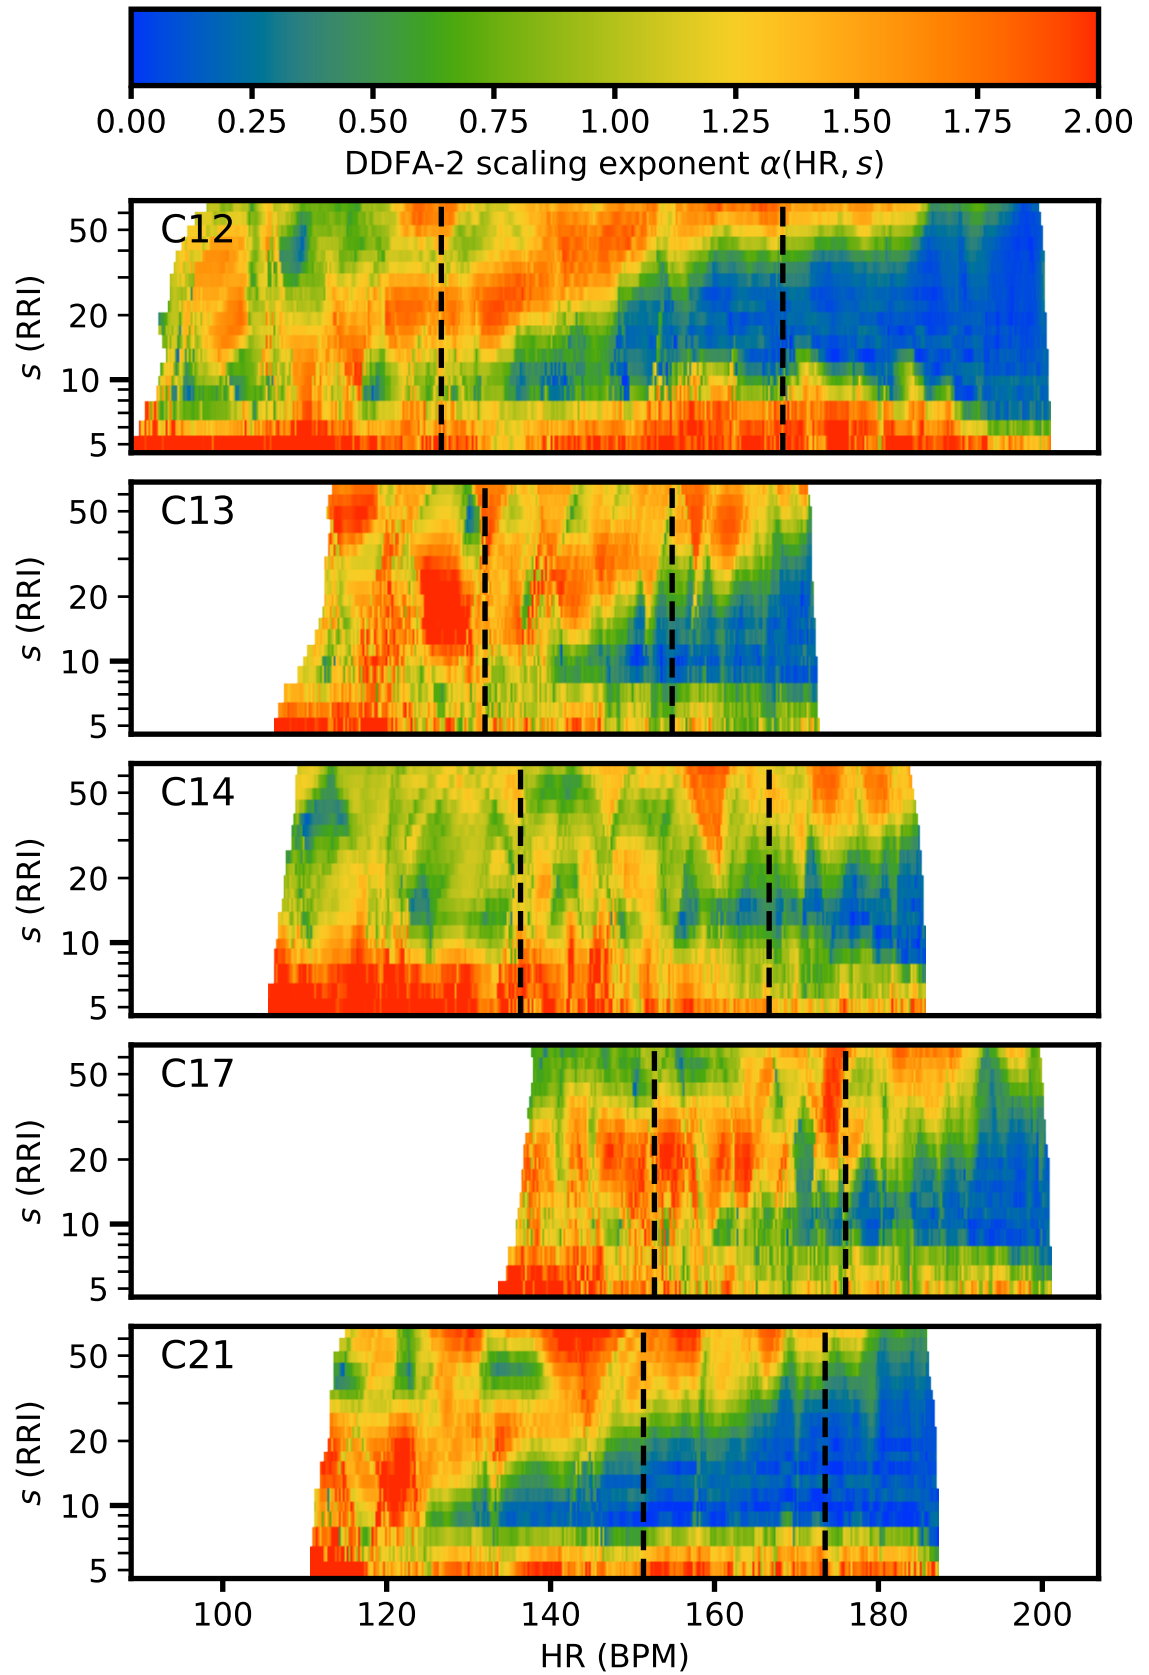 0.00 0.25 0.50 0.75 1.00 1.25 1.50 1.75 2.00
DDFA-2 scaling exponent α(HR, s)
C12
50
20
10
5
s (RRI)
C13
50
20
10
5
s (RRI)
C14
50
20
10
5
s (RRI)
C17
50
20
10
5
s (RRI)
C21
50
20
10
5
s (RRI)
100 120 140 160 180 200
HR (BPM)